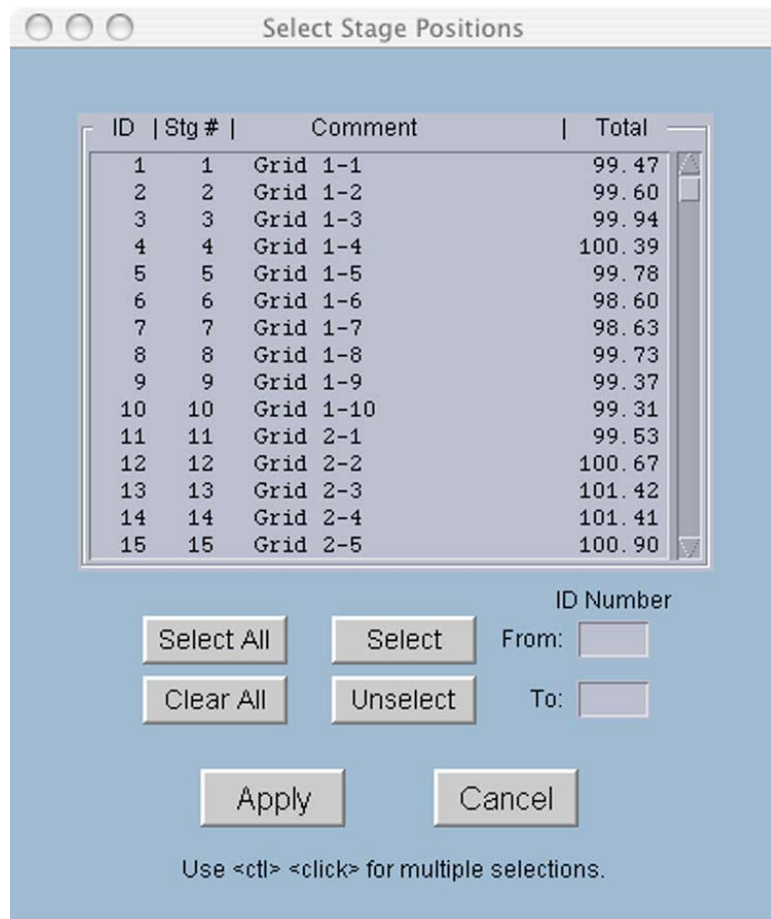 Select Stage Positions
ID | Stg # | Comment | Total
1 1 Grid 1-1 99.47
2 2 Grid 1-2 99.60
3 3 Grid 1-3 99.94
4 4 Grid 1-4 100.39
5 5 Grid 1-5 99.78
6 6 Grid 1-6 98.60
7 7 Grid 1-7 98.63
8 8 Grid 1-8 99.73
9 9 Grid 1-9 99.37
10 10 Grid 1-10 99.31
11 11 Grid 2-1 99.53
12 12 Grid 2-2 100.67
13 13 Grid 2-3 101.42
14 14 Grid 2-4 101.41
15 15 Grid 2-5 100.90
ID Number
Select All Select From:
Clear All Unselect To:
Apply Cancel
Use <ctl> <click> for multiple selections.